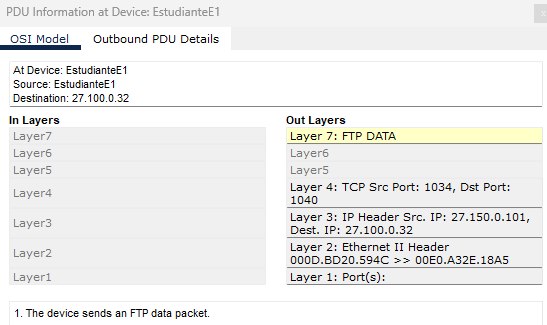 PDU Information at Device: EstudianteE1
x
OSI Model
Outbound PDU Details
At Device: EstudianteE1
Source: EstudianteE1
Destination: 27.100.0.32
In Layers
Layer7
Layer6
Layer5
Layer4
Layer3
Layer2
Layer1
Out Layers
Layer 7: FTP DATA
Layer6
Layer5
Layer 4: TCP Src Port: 1034, Dst Port:
1040
Layer 3: IP Header Src. IP: 27.150.0.101,
Dest. IP: 27.100.0.32
Layer 2: Ethernet II Header
000D.BD20.594C >> 00E0.A32E.18A5
Layer 1: Port(s):
1. The device sends an FTP data packet.